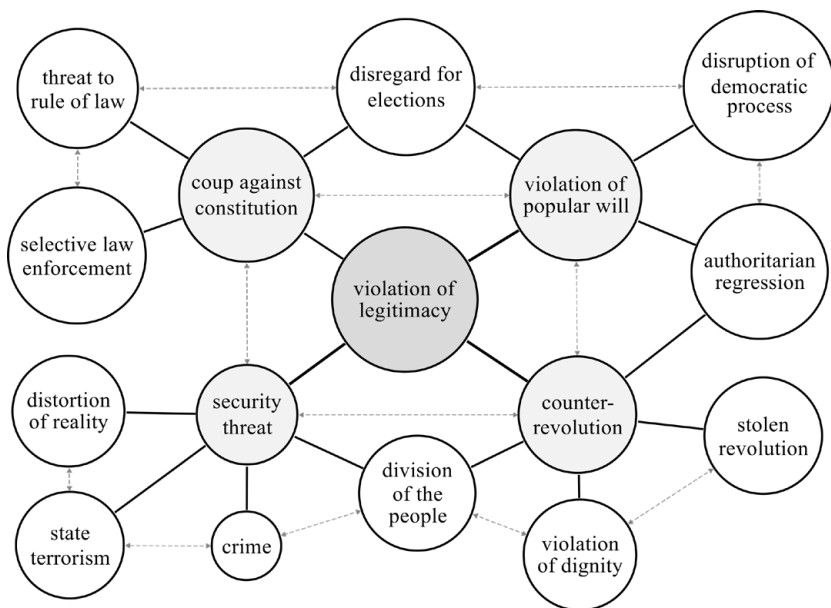 threat to
rule of law
disregard for
elections
disruption of
democratic
process
coup against
constitution
violation of
popular will
selective law
enforcement
violation of
legitimacy
authoritarian
regression
distortion
of reality
security
threat
counter-
revolution
stolen
revolution
division
of the
people
state
terrorism
crime
violation
of dignity